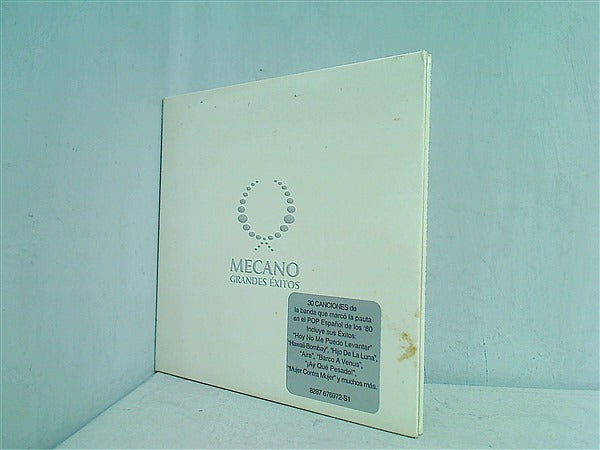 MECANO
GRANDES ÉXITOS
30 CANCIONES de
la banda que marcó la pauta
en el POP Español de los '80
Incluye sus Éxitos:
"Hoy No Me Puedo Levantar"
"Hawaii-Bombay", "Hijo De La Luna",
"Aire", "Barco A Venus",
"¡Ay Qué Pesado!",
"Mujer Contra Mujer" y muchos más.
8287 676972-S1